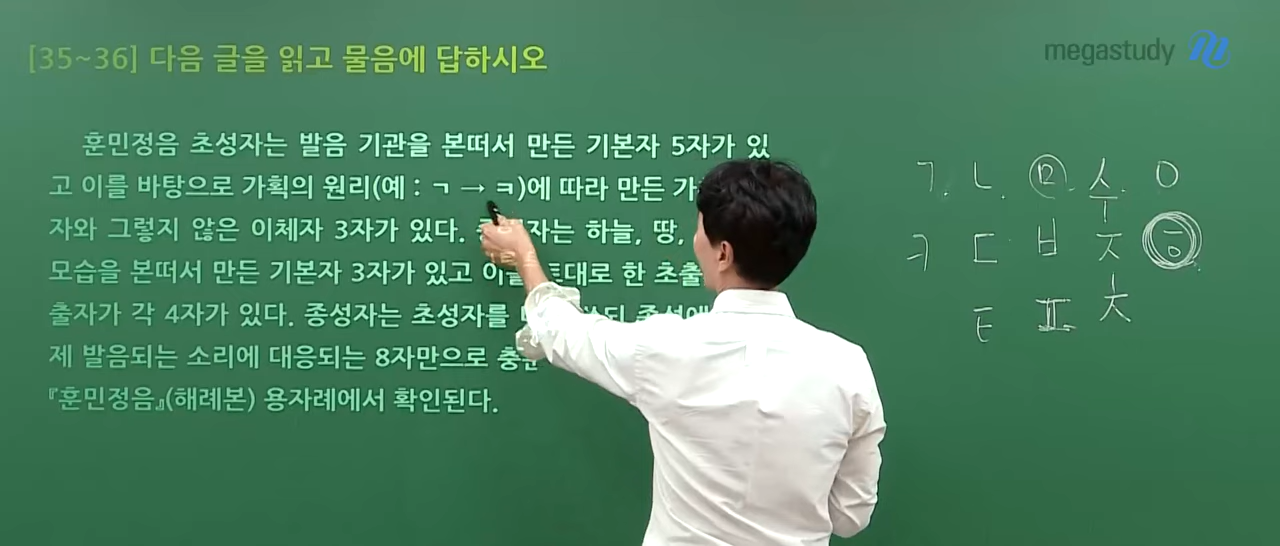 [35~36] 다음 글을 읽고 물음에 답하시오
megastudy
훈민정음 초성자는 발음 기관을 본떠서 만든 기본자 5자가 있
고 이를 바탕으로 가획의 원리(예 : ㄱ → ㅋ)에 따라 만든
자와 그렇지 않은 이체자 3자가 있다. 하늘, 땅,
모습을 본떠서 만든 기본자 3자가 있고 한
출자가 각 4자가 있다. 종성자는 초성자를
제 발음되는 소리에 대응되는 8자만으로
『훈민정음』(해례본) 용자례에서 확인된다.
ㄱ. ㄴ. ㅁ. ㅅ. ㅇ
ㅋ ㄷ ㅂ ㅈ ㅎ
ㅌ ㅍ ㅊ